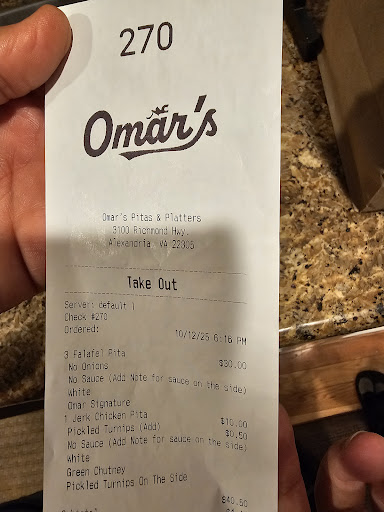 270
Omar's
Omar's Pitas & Platters
3100 Richmond Hwy.
Alexandria, VA 22305
Take Out
Server: default
Check #270
Ordered: 10/12/25 6:16 PM
3 Falafel Pita $30.00
No Onions
No Sauce (Add Note for sauce on the side)
White
Omar Signature
1 Jerk Chicken Pita $10.00
Pickled Turnips (Add) $0.50
No Sauce (Add Note for sauce on the side)
White
Green Chutney
Pickled Turnips On The Side
$40.50